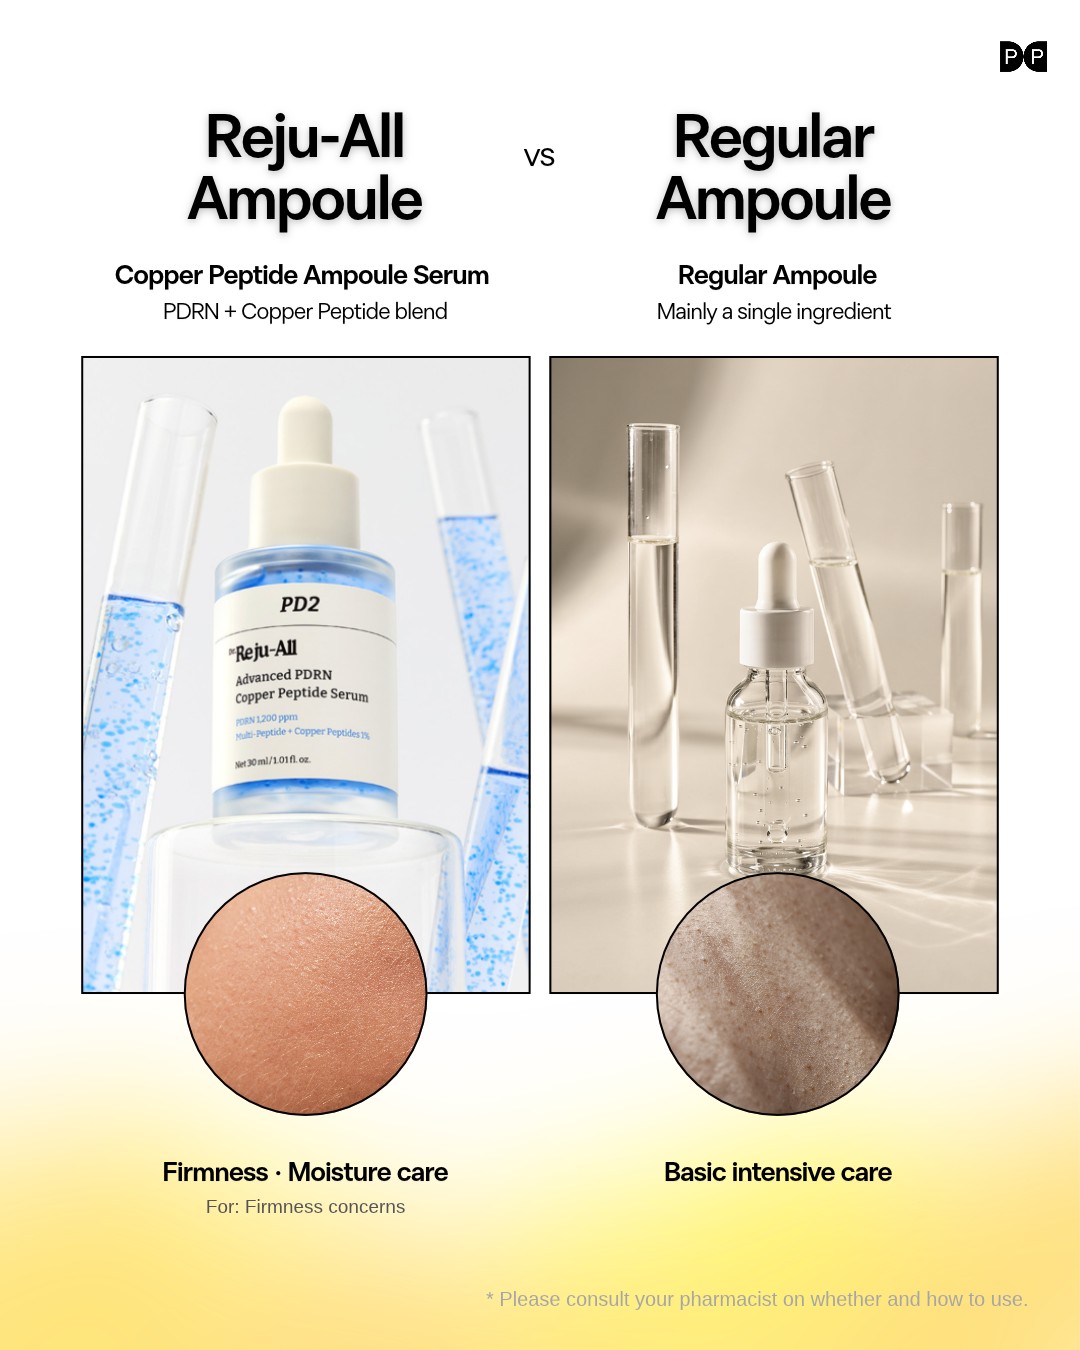 P P
Reju-All
Ampoule
vs
Regular
Ampoule
Copper Peptide Ampoule Serum
PDRN + Copper Peptide blend
Regular Ampoule
Mainly a single ingredient
PD2
Dr.Reju-All
Advanced PDRN
Copper Peptide Serum
PDRN 1,200 ppm
Multi-Peptide + Copper Peptides 1%
Net 30 ml/1.01 fl. oz.
Firmness · Moisture care
For: Firmness concerns
Basic intensive care
* Please consult your pharmacist on whether and how to use.